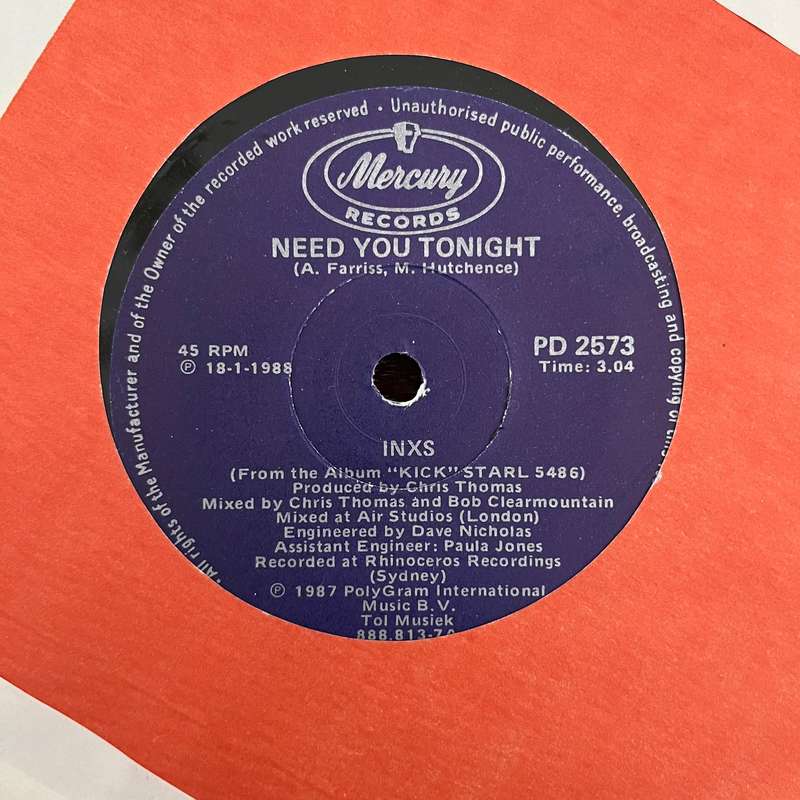 • All rights of the Manufacturer and of the Owner of the recorded work reserved • Unauthorised public performance, broadcasting and copying of
Mercury
RECORDS
NEED YOU TONIGHT
(A. Farriss, M. Hutchence)
45 RPM
Ⓟ 18-1-1988
PD 2573
Time: 3.04
INXS
(From the Album "KICK" STARL 5486)
Produced by Chris Thomas
Mixed by Chris Thomas and Bob Clearmountain
Mixed at Air Studios (London)
Engineered by Dave Nicholas
Assistant Engineer: Paula Jones
Recorded at Rhinoceros Recordings
(Sydney)
Ⓟ 1987 PolyGram International
Music B.V.
Tol Musiek
888.813-7